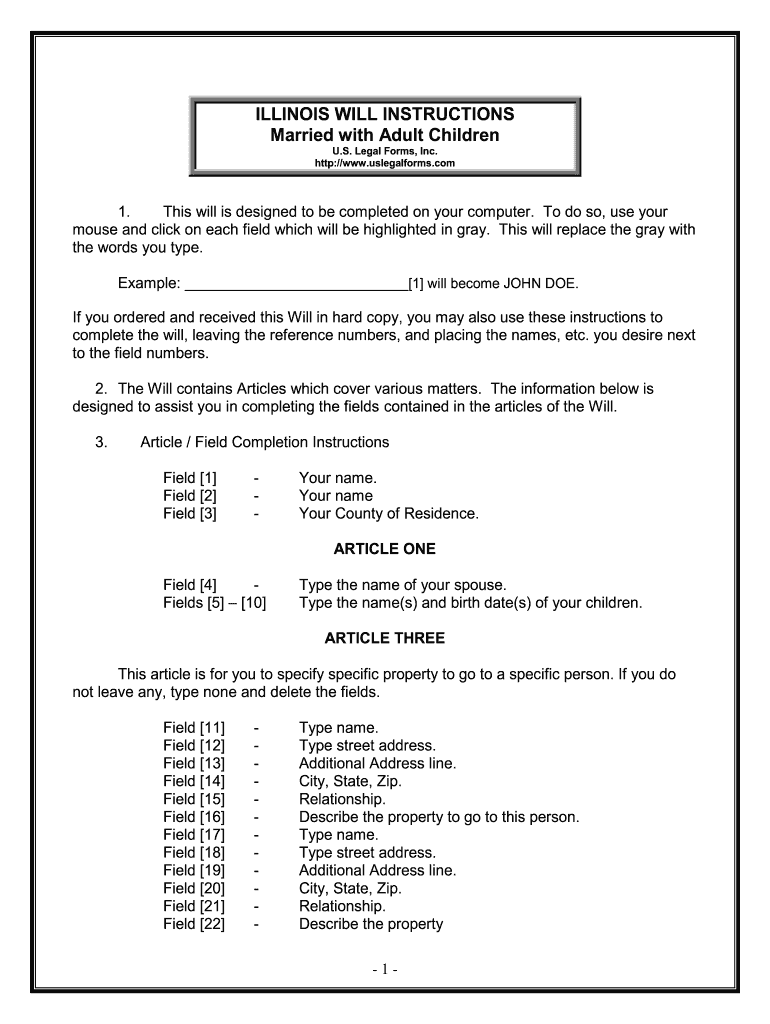 ILLINOIS WILL INSTRUCTIONS
Married with Adult Children
U.S. Legal Forms, Inc.
http://www.uslegalforms.com
1. This will is designed to be completed on your computer. To do so, use your
mouse and click on each field which will be highlighted in gray. This will replace the gray with
the words you type.
Example: ____________________________[1] will become JOHN DOE.
If you ordered and received this Will in hard copy, you may also use these instructions to
complete the will, leaving the reference numbers, and placing the names, etc. you desire next
to the field numbers.
2. The Will contains Articles which cover various matters. The information below is
designed to assist you in completing the fields contained in the articles of the Will.
3. Article / Field Completion Instructions
Field [1] - Your name.
Field [2] - Your name
Field [3] - Your County of Residence.
ARTICLE ONE
Field [4] - Type the name of your spouse.
Fields [5] – [10] Type the name(s) and birth date(s) of your children.
ARTICLE THREE
This article is for you to specify specific property to go to a specific person. If you do
not leave any, type none and delete the fields.
Field [11] - Type name.
Field [12] - Type street address.
Field [13] - Additional Address line.
Field [14] - City, State, Zip.
Field [15] - Relationship.
Field [16] - Describe the property to go to this person.
Field [17] - Type name.
Field [18] - Type street address.
Field [19] - Additional Address line.
Field [20] - City, State, Zip.
Field [21] - Relationship.
Field [22] - Describe the property
- 1 -